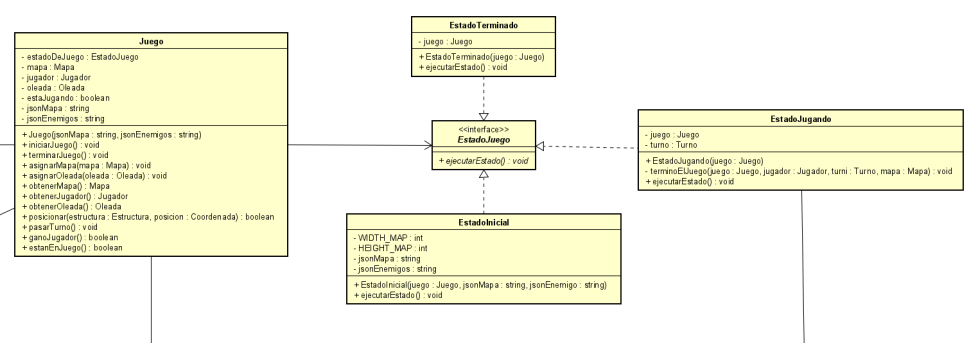 EstadoTerminado
- juego : Juego
+ EstadoTerminado(juego : Juego)
+ ejecutarEstado() : void
Juego
- estadoDeJuego : EstadoJuego
- mapa : Mapa
- jugador : Jugador
- oleada : Oleada
- estaJugando : boolean
- jsonMapa : string
- jsonEnemigos : string
+ Juego(jsonMapa : string, jsonEnemigos : string)
+ iniciarJuego() : void
+ terminarJuego() : void
+ asignarMapa(mapa : Mapa) : void
+ asignarOleada(oleada : Oleada) : void
+ obtenerMapa() : Mapa
+ obtenerJugador() : Jugador
+ obtenerOleada() : Oleada
+ posicionar(estructura : Estructura, posicion : Coordenada) : boolean
+ pasarTurno() : void
+ ganoJugador() : boolean
+ estanEnJuego() : boolean
<<interface>>
EstadoJuego
+ ejecutarEstado() : void
EstadoJugando
- juego : Juego
- turno : Turno
+ EstadoJugando(juego : Juego)
- terminoElJuego(juego : Juego, jugador : Jugador, turni : Turno, mapa : Mapa) : void
+ ejecutarEstado() : void
EstadoInicial
- WIDTH_MAP : int
- HEIGHT_MAP : int
- jsonMapa : string
- jsonEnemigos : string
+ EstadoInicial(juego : Juego, jsonMapa : string, jsonEnemigo : string)
+ ejecutarEstado() : void